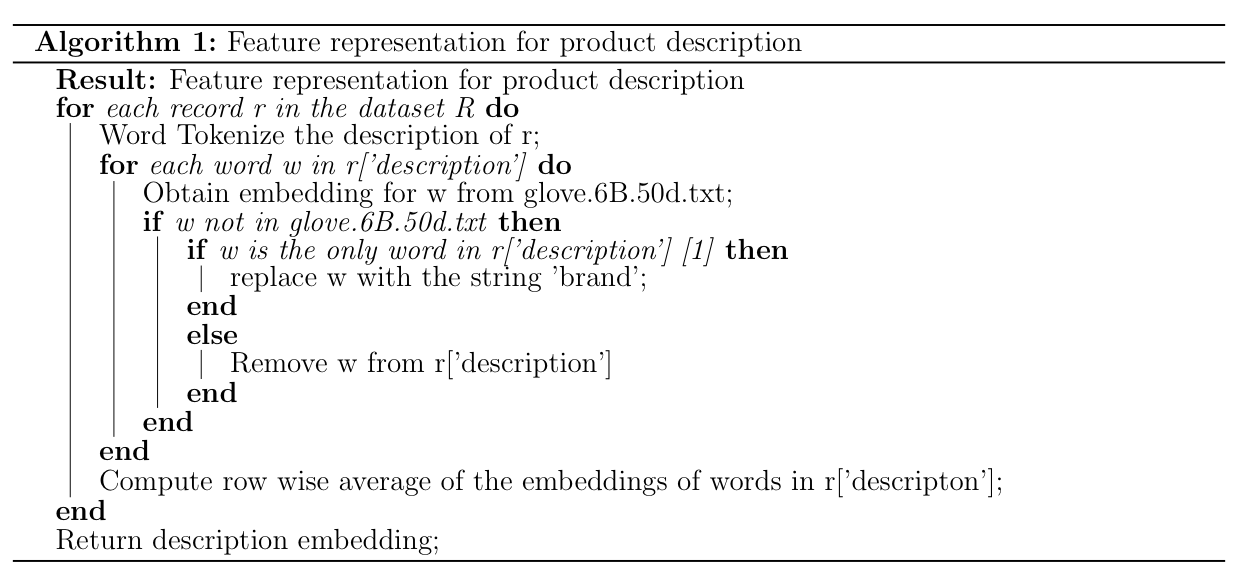 Algorithm 1: Feature representation for product description
Result: Feature representation for product description
for each record r in the dataset R do
Word Tokenize the description of r;
for each word w in r['description'] do
Obtain embedding for w from glove.6B.50d.txt;
if w not in glove.6B.50d.txt then
if w is the only word in r['description'] [1] then
replace w with the string 'brand';
end
else
Remove w from r['description']
end
end
end
Compute row wise average of the embeddings of words in r['descripton'];
end
Return description embedding;